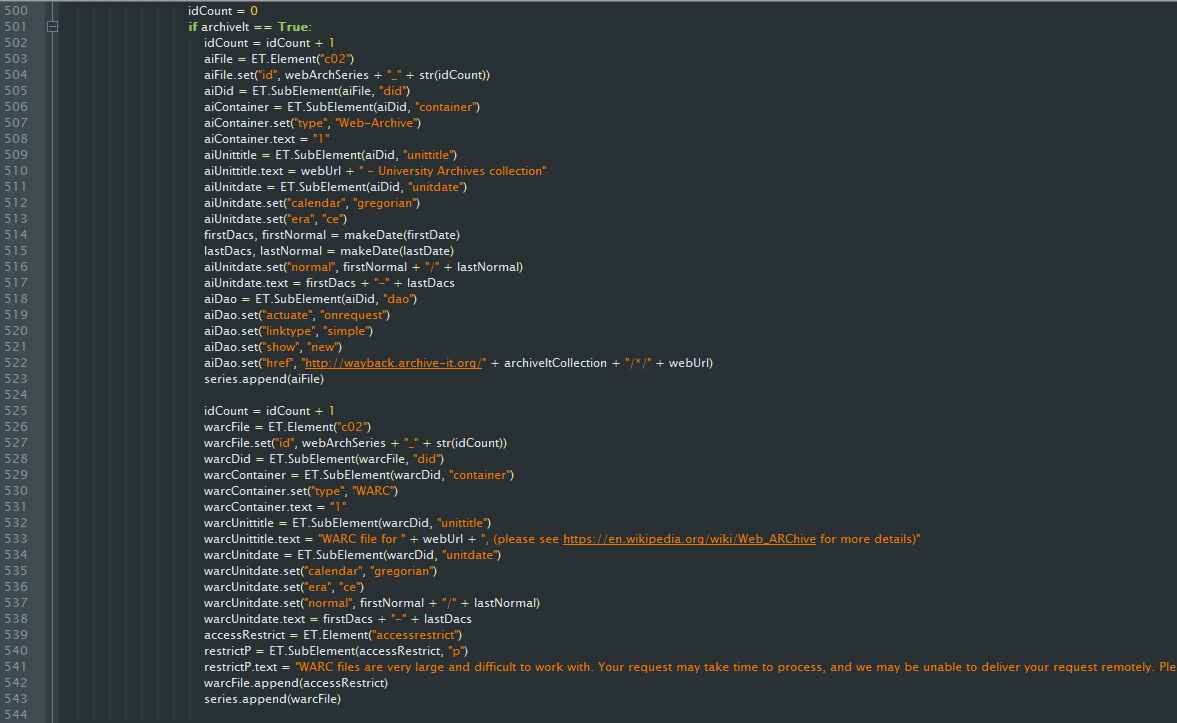 500 idCount = 0
501 if archiveIt == True:
502 idCount = idCount + 1
503 aiFile = ET.Element("c02")
504 aiFile.set("id", webArchSeries + "_" + str(idCount))
505 aiDid = ET.SubElement(aiFile, "did")
506 aiContainer = ET.SubElement(aiDid, "container")
507 aiContainer.set("type", "Web-Archive")
508 aiContainer.text = "1"
509 aiUnittitle = ET.SubElement(aiDid, "unittitle")
510 aiUnittitle.text = webUrl + " - University Archives collection"
511 aiUnitdate = ET.SubElement(aiDid, "unitdate")
512 aiUnitdate.set("calendar", "gregorian")
513 aiUnitdate.set("era", "ce")
514 firstDacs, firstNormal = makeDate(firstDate)
515 lastDacs, lastNormal = makeDate(lastDate)
516 aiUnitdate.set("normal", firstNormal + "/" + lastNormal)
517 aiUnitdate.text = firstDacs + "-" + lastDacs
518 aiDao = ET.SubElement(aiDid, "dao")
519 aiDao.set("actuate", "onrequest")
520 aiDao.set("linktype", "simple")
521 aiDao.set("show", "new")
522 aiDao.set("href", "http://wayback.archive-it.org/" + archiveItCollection + "/*/" + webUrl)
523 series.append(aiFile)
524
525 idCount = idCount + 1
526 warcFile = ET.Element("c02")
527 warcFile.set("id", webArchSeries + "_" + str(idCount))
528 warcDid = ET.SubElement(warcFile, "did")
529 warcContainer = ET.SubElement(warcDid, "container")
530 warcContainer.set("type", "WARC")
531 warcContainer.text = "1"
532 warcUnittitle = ET.SubElement(warcDid, "unittitle")
533 warcUnittitle.text = "WARC file for " + webUrl + ", (please see https://en.wikipedia.org/wiki/Web_ARChive for more details)"
534 warcUnitdate = ET.SubElement(warcDid, "unitdate")
535 warcUnitdate.set("calendar", "gregorian")
536 warcUnitdate.set("era", "ce")
537 warcUnitdate.set("normal", firstNormal + "/" + lastNormal)
538 warcUnitdate.text = firstDacs + "-" + lastDacs
539 accessRestrict = ET.Element("accessrestrict")
540 restrictP = ET.SubElement(accessRestrict, "p")
541 restrictP.text = "WARC files are very large and difficult to work with. Your request may take time to process, and we may be unable to deliver your request remotely. Ple
542 warcFile.append(accessRestrict)
543 series.append(warcFile)
544